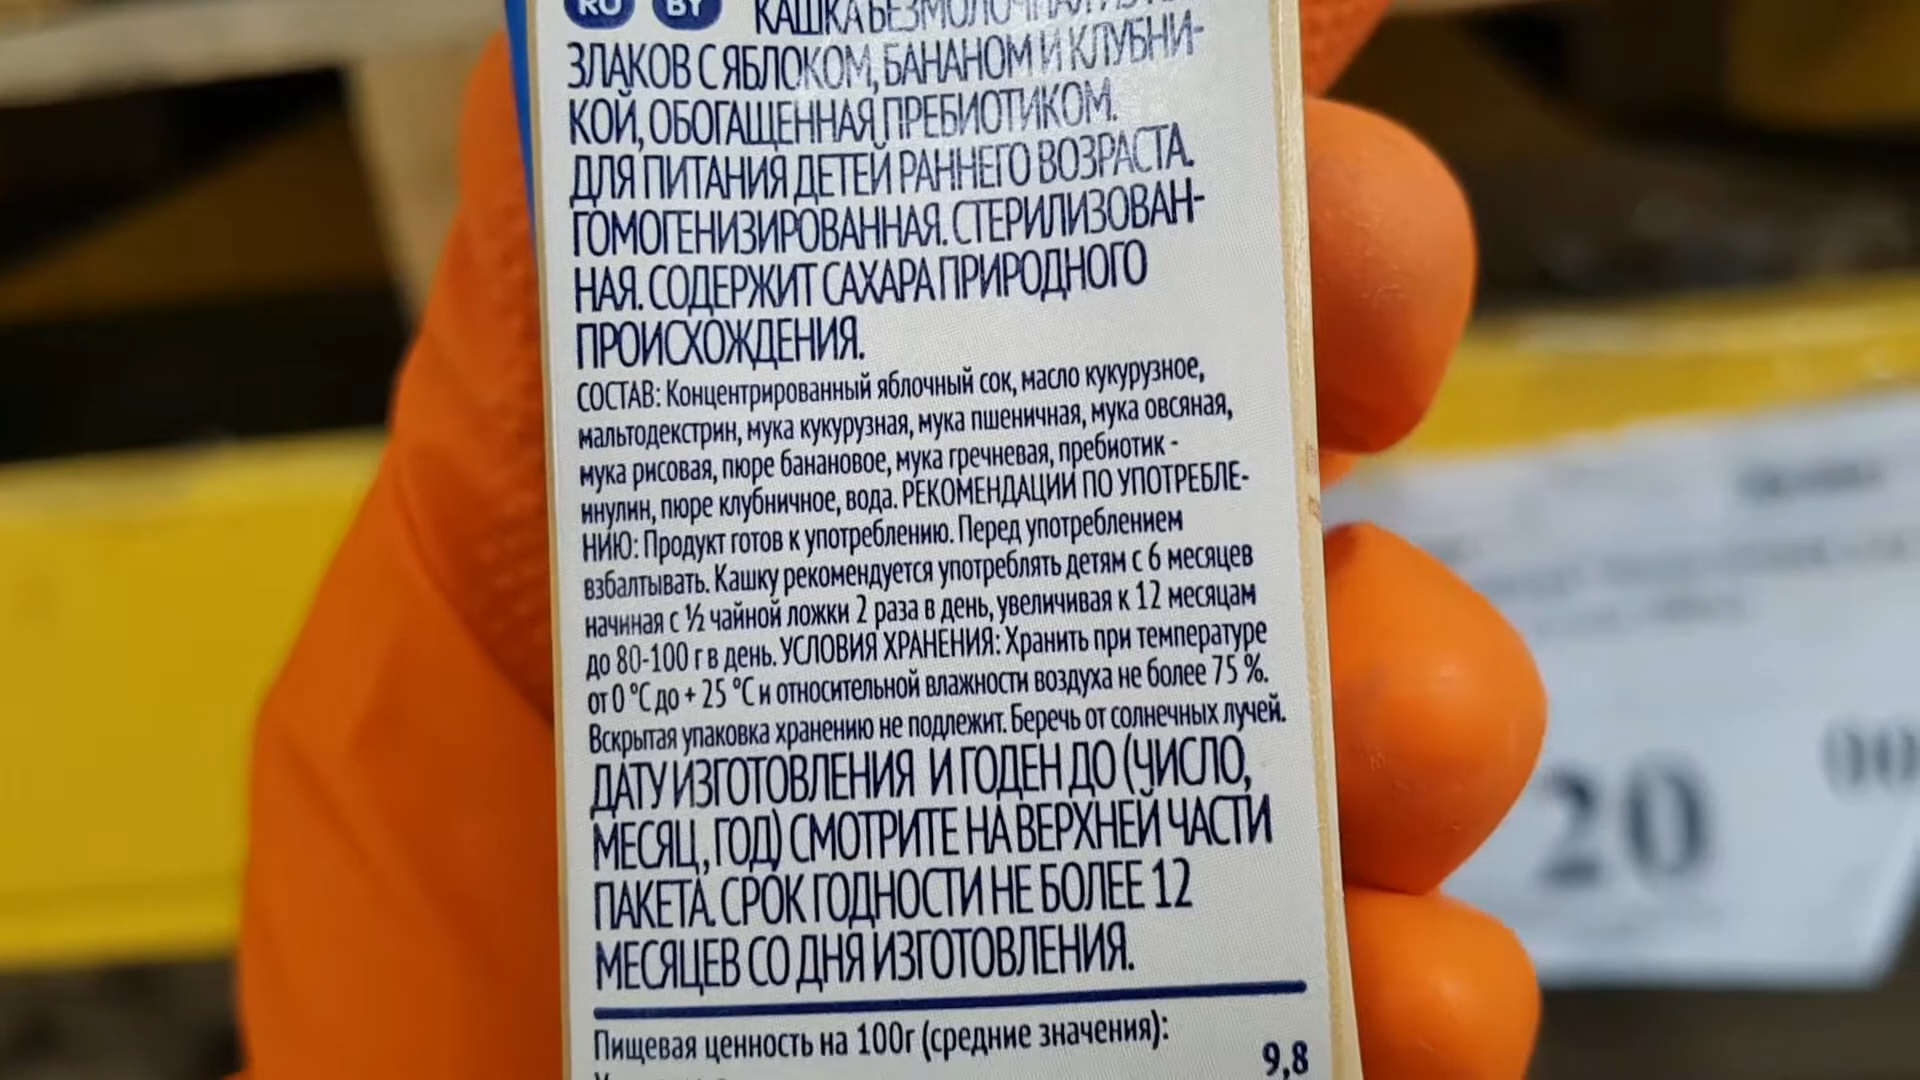 RU BY КАШКА БЕЗМОЛОЧНАЯ ИЗ
ЗЛАКОВ С ЯБЛОКОМ, БАНАНОМ И КЛУБНИ-
КОЙ, ОБОГАЩЕННАЯ ПРЕБИОТИКОМ.
ДЛЯ ПИТАНИЯ ДЕТЕЙ РАННЕГО ВОЗРАСТА.
ГОМОГЕНИЗИРОВАННАЯ. СТЕРИЛИЗОВАН-
НАЯ. СОДЕРЖИТ САХАРА ПРИРОДНОГО
ПРОИСХОЖДЕНИЯ.
СОСТАВ: Концентрированный яблочный сок, масло кукурузное,
мальтодекстрин, мука кукурузная, мука пшеничная, мука овсяная,
мука рисовая, пюре банановое, мука гречневая, пребиотик -
инулин, пюре клубничное, вода. РЕКОМЕНДАЦИИ ПО УПОТРЕБЛЕ-
НИЮ: Продукт готов к употреблению. Перед употреблением
взбалтывать. Кашку рекомендуется употреблять детям с 6 месяцев
начиная с ½ чайной ложки 2 раза в день, увеличивая к 12 месяцам
до 80-100 г в день. УСЛОВИЯ ХРАНЕНИЯ: Хранить при температуре
от 0 °C до + 25 °C и относительной влажности воздуха не более 75 %.
Вскрытая упаковка хранению не подлежит. Беречь от солнечных лучей.
ДАТУ ИЗГОТОВЛЕНИЯ И ГОДЕН ДО (ЧИСЛО,
МЕСЯЦ, ГОД) СМОТРИТЕ НА ВЕРХНЕЙ ЧАСТИ
ПАКЕТА. СРОК ГОДНОСТИ НЕ БОЛЕЕ 12
МЕСЯЦЕВ СО ДНЯ ИЗГОТОВЛЕНИЯ.
Пищевая ценность на 100г (средние значения):
9,8
20
00